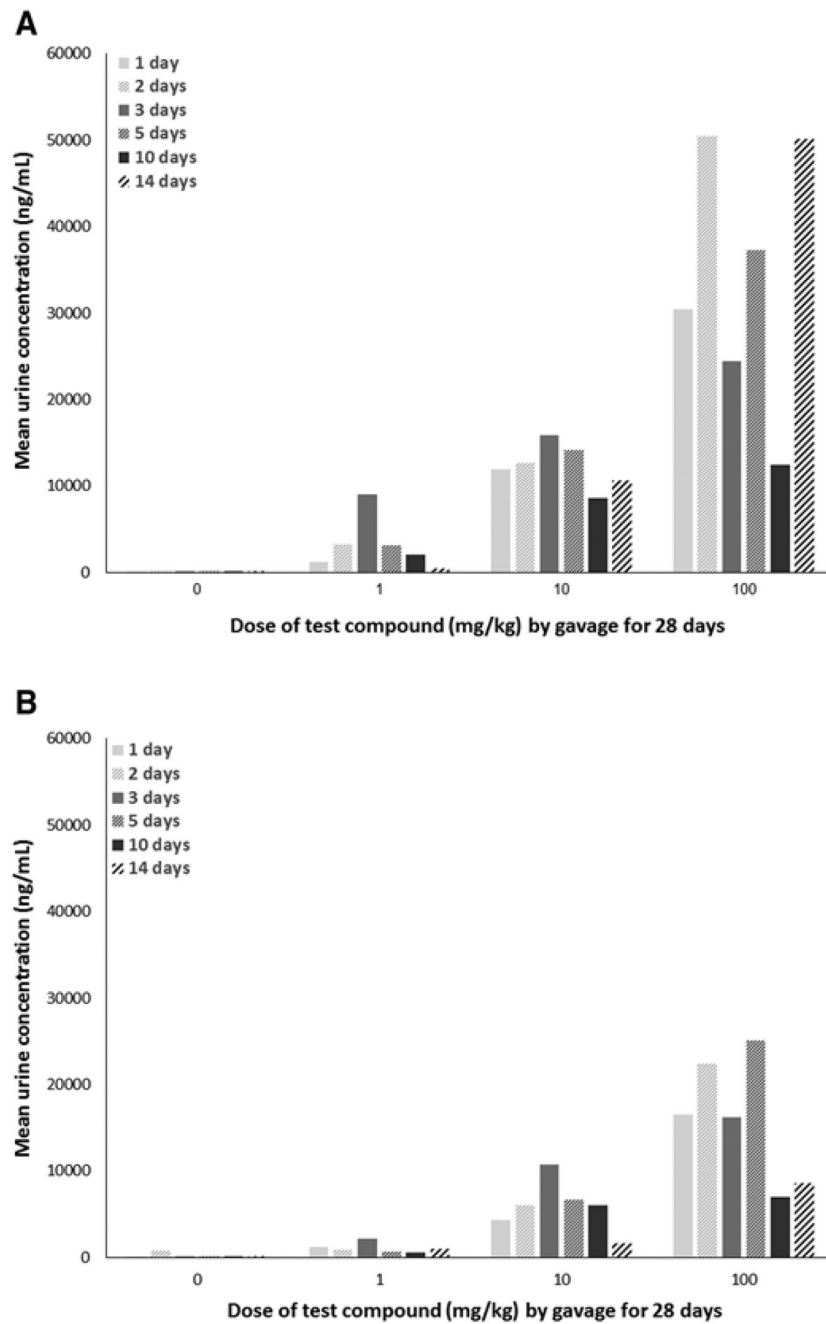 A
Mean urine concentration (ng/mL)
60000
50000
40000
30000
20000
10000
0
1 day
2 days
3 days
5 days
10 days
14 days
0 1 10 100
Dose of test compound (mg/kg) by gavage for 28 days
B
Mean urine concentration (ng/mL)
60000
50000
40000
30000
20000
10000
0
1 day
2 days
3 days
5 days
10 days
14 days
0 1 10 100
Dose of test compound (mg/kg) by gavage for 28 days